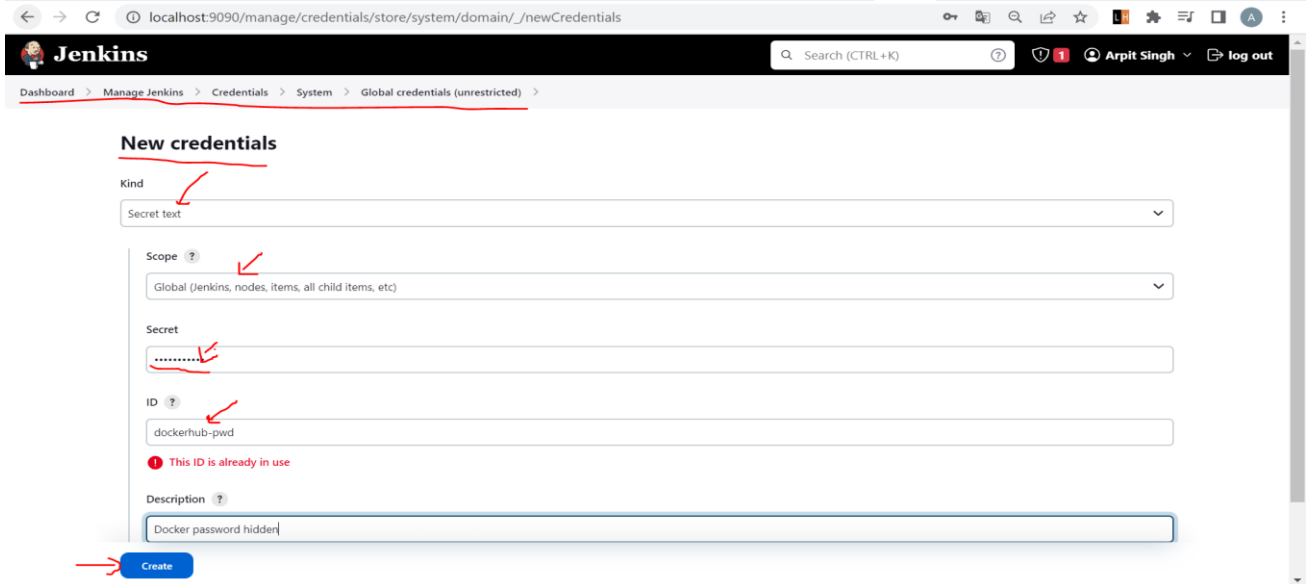 localhost:9090/manage/credentials/store/system/domain/_/newCredentials A
Jenkins Search (CTRL+K) ? 1 Arpit Singh log out
Dashboard > Manage Jenkins > Credentials > System > Global credentials (unrestricted) >
New credentials
Kind
Secret text
Scope ?
Global (Jenkins, nodes, items, all child items, etc)
Secret
•••••••••••
ID ?
dockerhub-pwd
! This ID is already in use
Description ?
Docker password hidden
Create